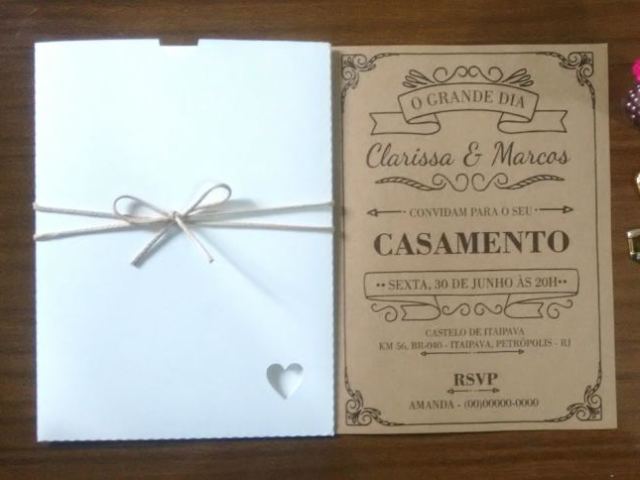 O GRANDE DIA
Clarissa & Marcos
CONVIDAM PARA O SEU
CASAMENTO
•• SEXTA, 30 DE JUNHO ÀS 20H ••
CASTELO DE ITAIPAVA
KM 56, BR-040 - ITAIPAVA, PETRÓPOLIS - RJ
RSVP
AMANDA - (00)00000-0000